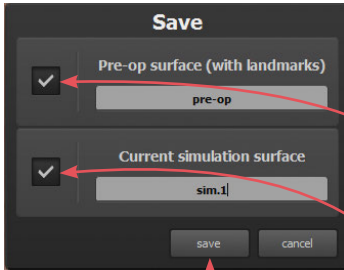 Save
Pre-op surface (with landmarks)
pre-op
Current simulation surface
sim.1
save cancel